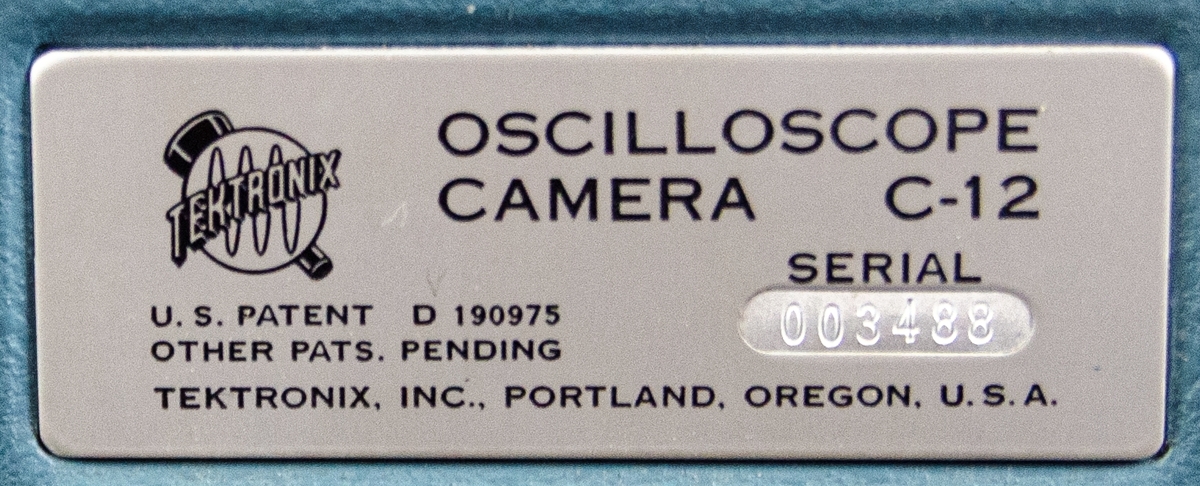 TEKTRONIX
OSCILLOSCOPE
CAMERA C-12
SERIAL
003488
U. S. PATENT D 190975
OTHER PATS. PENDING
TEKTRONIX, INC., PORTLAND, OREGON, U. S. A.